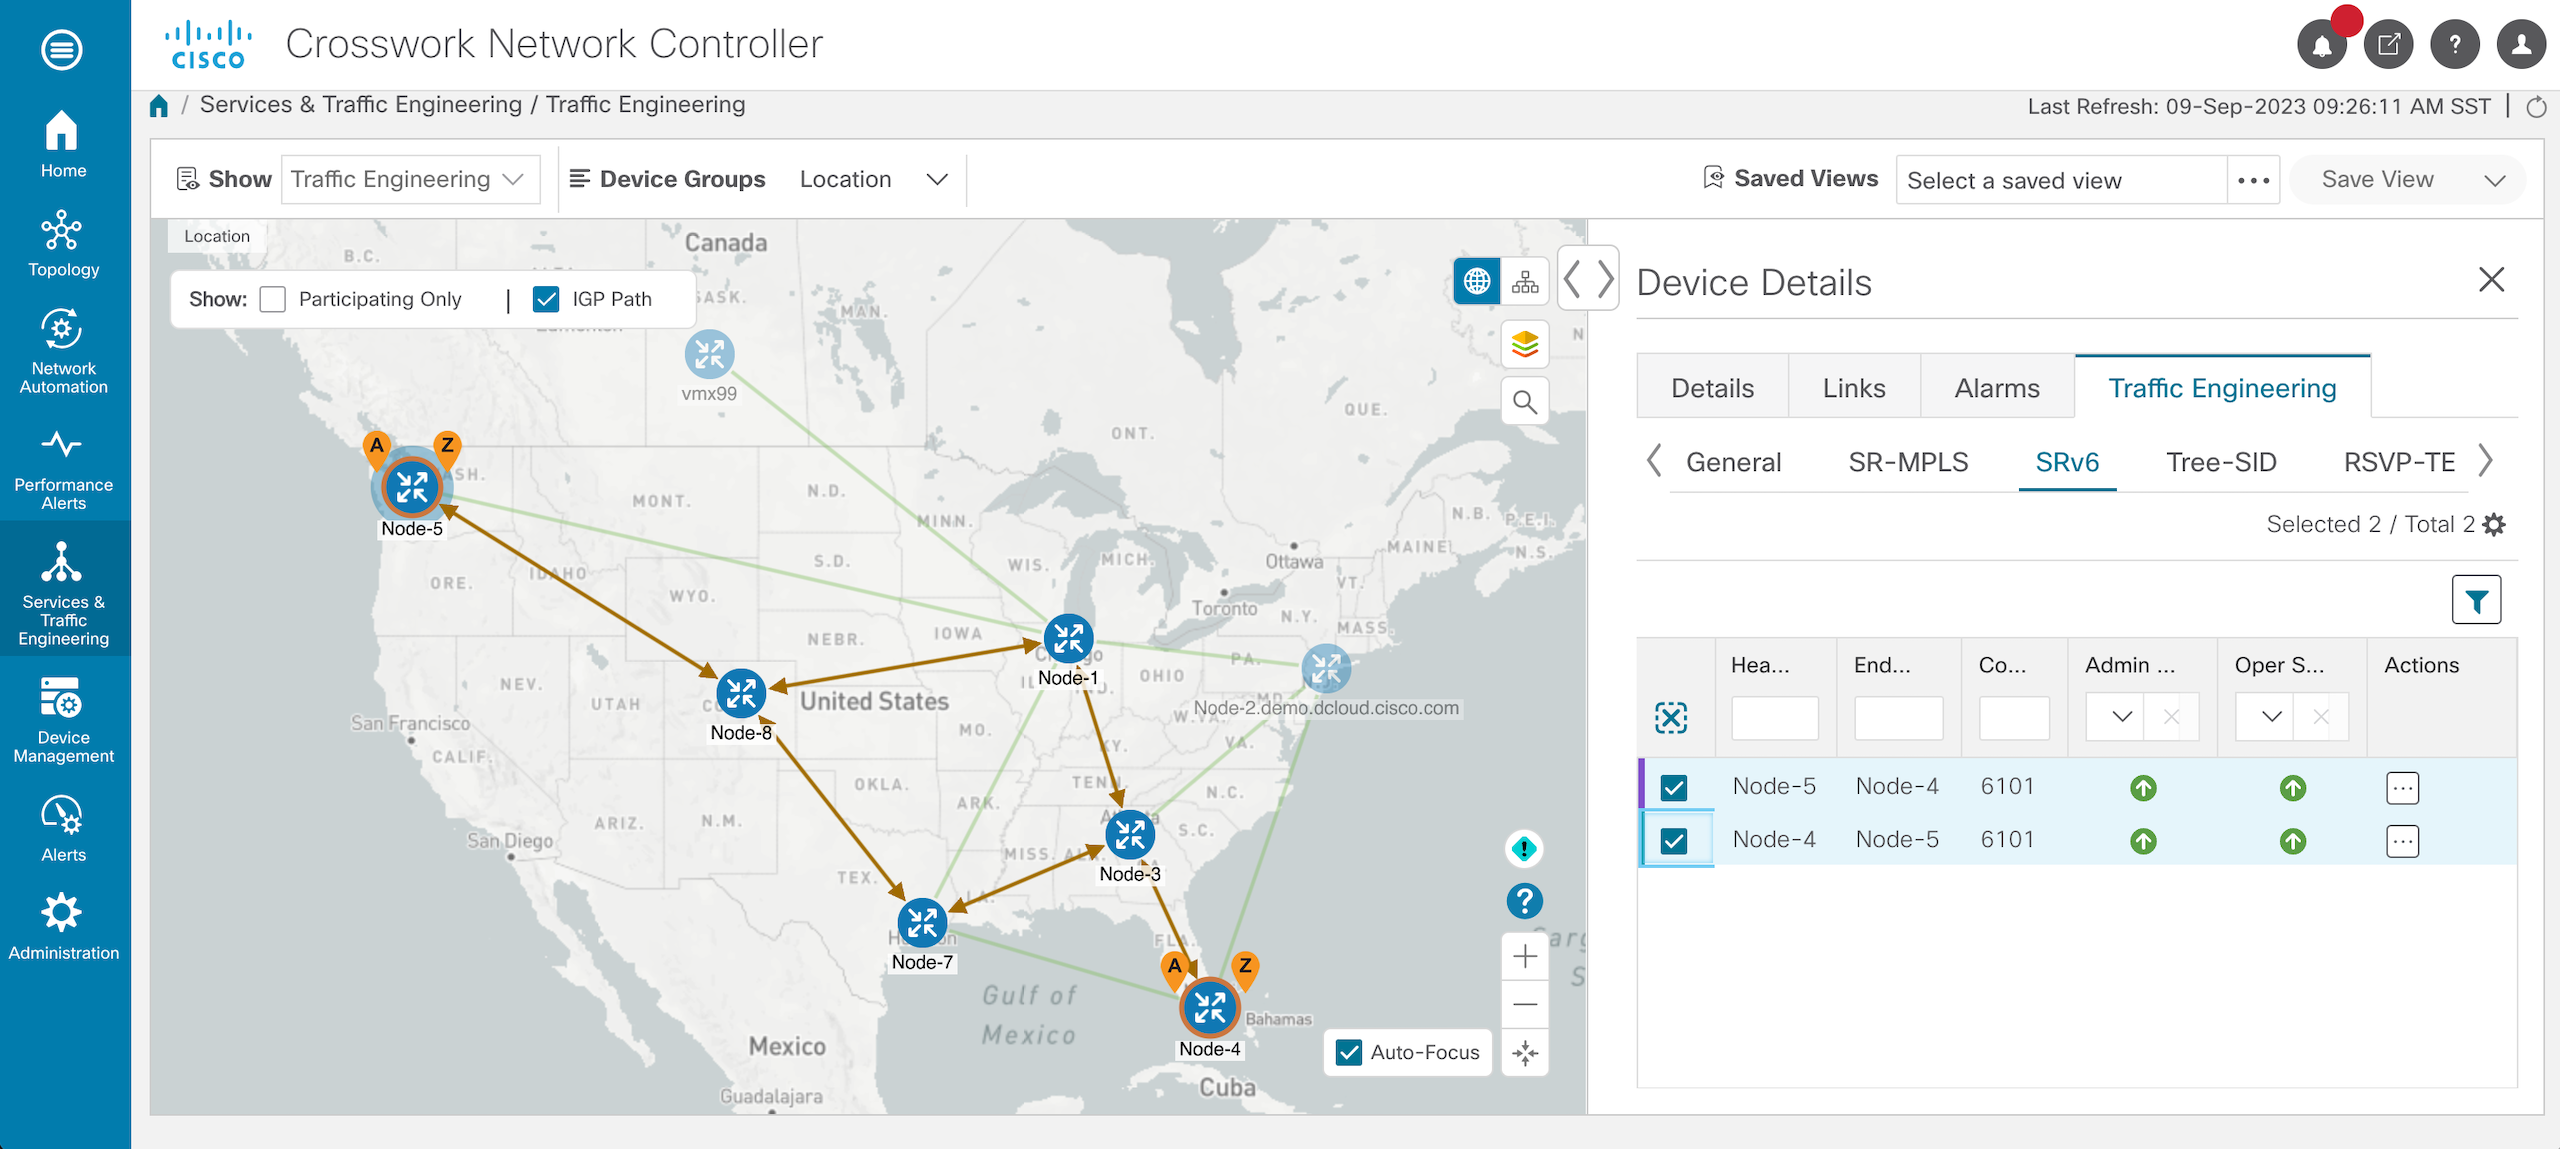 CISCO
Crosswork Network Controller
/ Services & Traffic Engineering / Traffic Engineering
Last Refresh: 09-Sep-2023 09:26:11 AM SST |
Home
Topology
Network
Automation
Performance
Alerts
Services &
Traffic
Engineering
Device
Management
Alerts
Administration
Show
Traffic Engineering
Device Groups
Location
Saved Views
Select a saved view
Save View
Location
Show:
Participating Only
|
IGP Path
Canada
B.C.
SASK.
MAN.
vmx99
QUE.
ONT.
A
Z
WASH.
Node-5
MONT.
N.D.
MINN.
N.B.
P.E.I.
Ottawa
MAINE
N.S.
ORE.
IDAHO
S.D.
WIS.
MICH.
VT.
WYO.
Toronto
N.Y.
MASS.
NEBR.
IOWA
Chicago
Node-1
PA.
OHIO
ILL.
IND.
NEV.
UTAH
United States
MD.
Node-2.demo.dcloud.cisco.com
W.VA.
San Francisco
Node-8
MO.
KY.
VA.
CALIF.
OKLA.
TENN.
N.C.
ARK.
Atlanta
ARIZ.
N.M.
S.C.
San Diego
MISS.
ALA.
Node-3
TEX.
LA.
Houston
Node-7
FLA.
A
Z
Gulf of
Mexico
Bahamas
Node-4
Mexico
Cuba
Guadalajara
Auto-Focus
Device Details
Details
Links
Alarms
Traffic Engineering
General
SR-MPLS
SRv6
Tree-SID
RSVP-TE
Selected 2 / Total 2
Hea...
End...
Co...
Admin ...
Oper S...
Actions
Node-5
Node-4
6101
Node-4
Node-5
6101